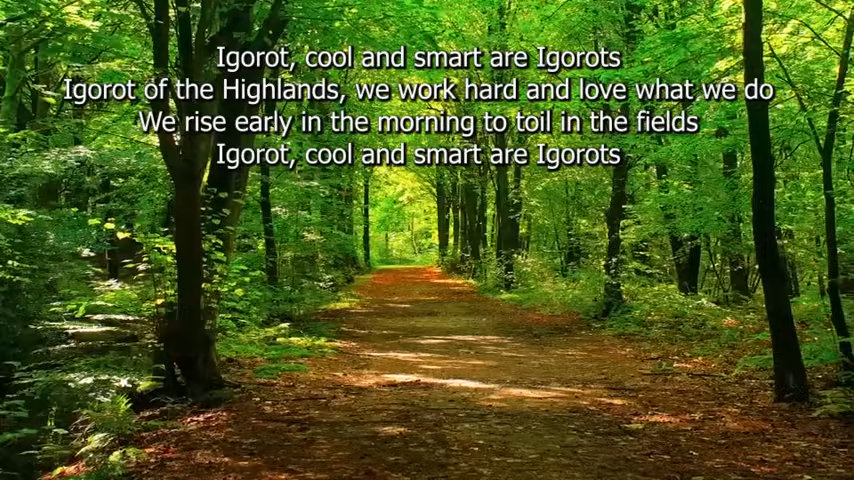 Igorot, cool and smart are Igorots
Igorot of the Highlands, we work hard and love what we do
We rise early in the morning to toil in the fields
Igorot, cool and smart are Igorots